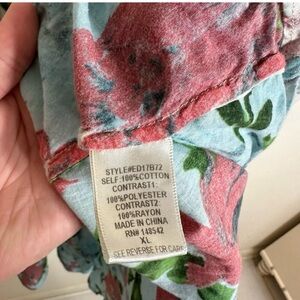 STYLE#ED17B72
SELF:100%COTTON
CONTRAST1:
100%POLYESTER
CONTRAST2:
100%RAYON
MADE IN CHINA
RN# 148542
XL
SEE REVERSE FOR CARE